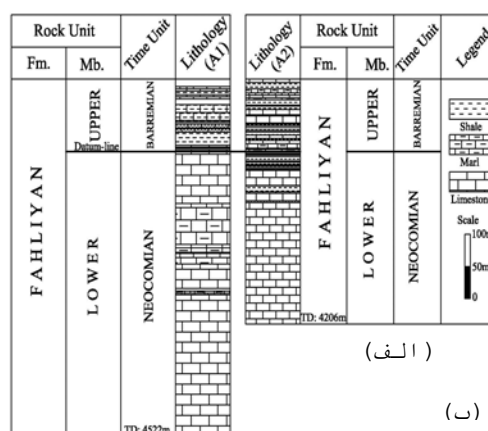 Rock Unit
Time Unit
Lithology (A1)
Fm.
Mb.
FAHLIYAN
UPPER
Datum-line
LOWER
BARREMIAN
NEOCOMIAN
TD: 4522m
Lithology (A2)
Rock Unit
Time Unit
Legend
Fm.
Mb.
FAHLIYAN
UPPER
LOWER
BARREMIAN
NEOCOMIAN
TD: 4206m
Shale
Marl
Limeston
Scale
100m
50m
0
(الف)
(ب)